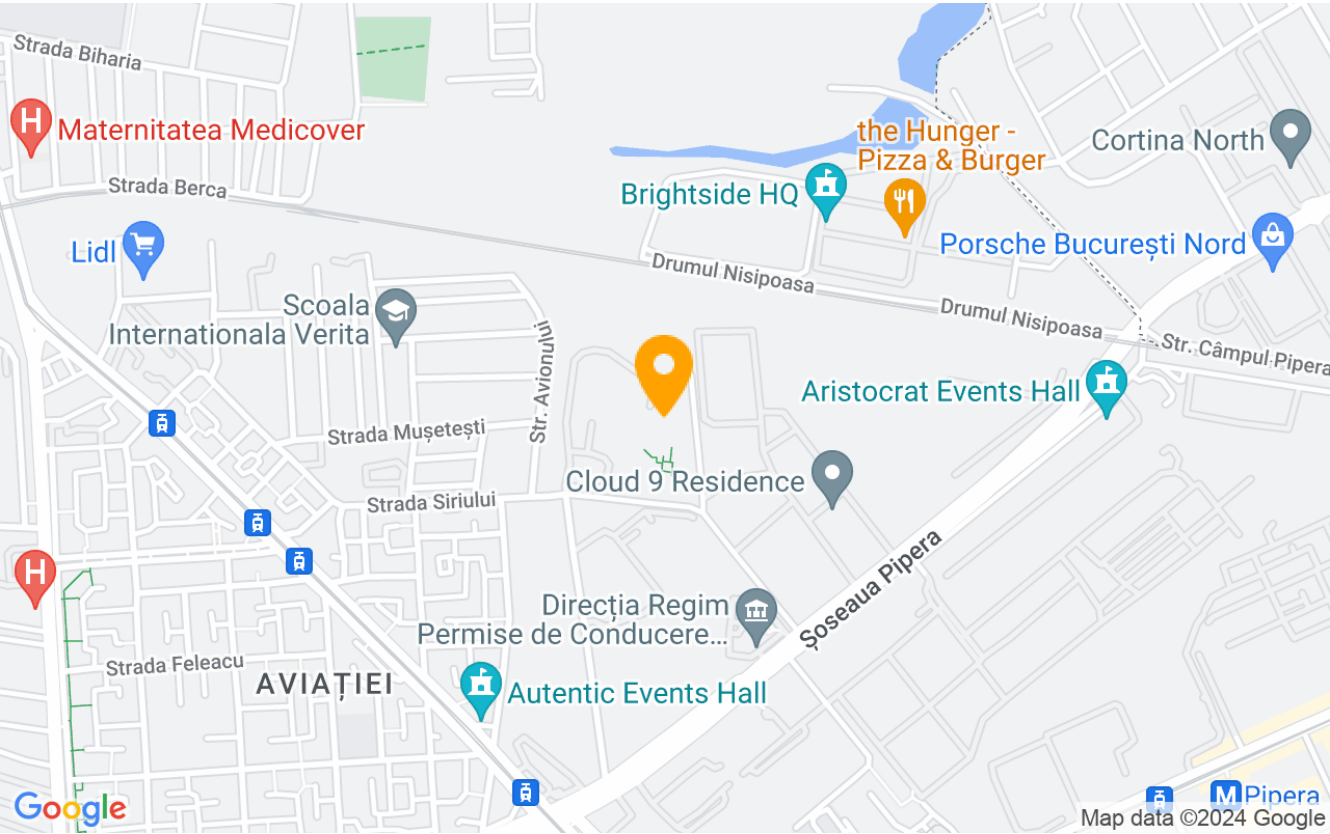 Strada Biharia
H
Maternitatea Medicover
the Hunger -
Pizza & Burger
Cortina North
Strada Berca
Brightside HQ
Lidl
Porsche București Nord
Drumul Nisipoasa
Scoala
Internationala Verita
Drumul Nisipoasa
Str. Câmpul Pipera
Str. Avionului
Aristocrat Events Hall
Strada Mușetești
Cloud 9 Residence
Strada Siriului
H
Șoseaua Pipera
Direcția Regim
Permise de Conducere...
Strada Feleacu
AVIAȚIEI
Autentic Events Hall
M Pipera
Google
Map data ©2024 Google